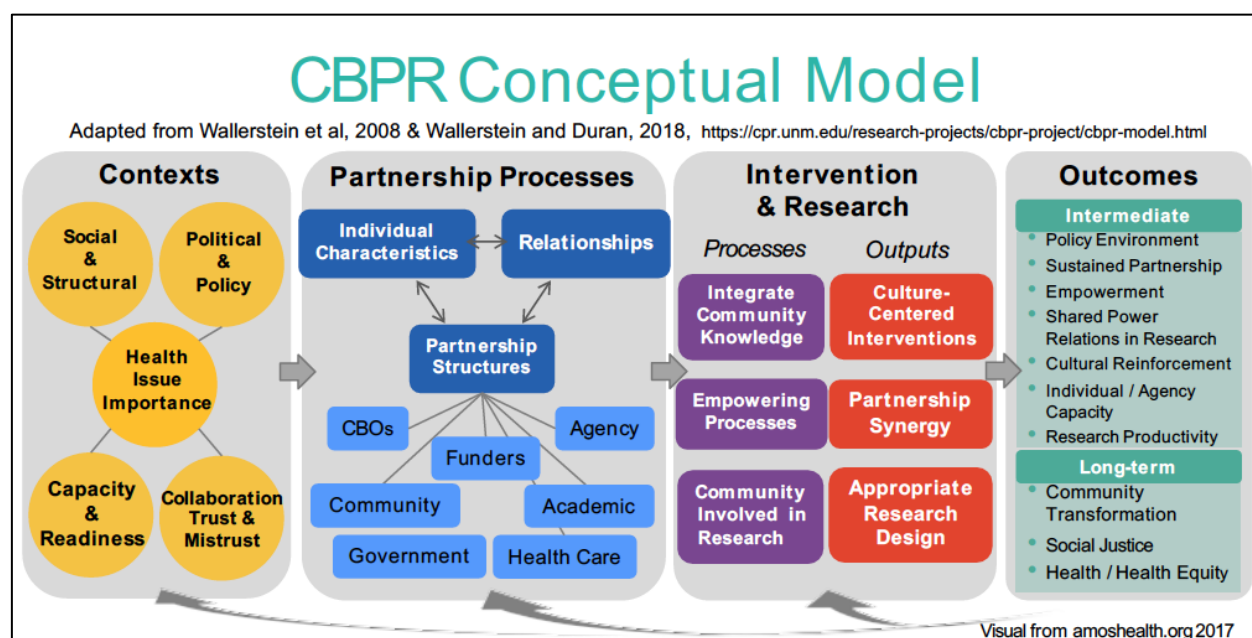 CBPR Conceptual Model
Adapted from Wallerstein et al, 2008 & Wallerstein and Duran, 2018, https://cpr.unm.edu/research-projects/cbpr-project/cbpr-model.html
Contexts
Social
&
Structural
Political
&
Policy
Health
Issue
Importance
Capacity
&
Readiness
Collaboration
Trust &
Mistrust
Partnership Processes
Individual
Characteristics
Relationships
Partnership
Structures
CBOs
Agency
Funders
Community
Academic
Government
Health Care
Intervention
& Research
Processes
Outputs
Integrate
Community
Knowledge
Culture-
Centered
Interventions
Empowering
Processes
Partnership
Synergy
Community
Involved in
Research
Appropriate
Research
Design
Outcomes
Intermediate
• Policy Environment
• Sustained Partnership
• Empowerment
• Shared Power
Relations in Research
• Cultural Reinforcement
• Individual / Agency
Capacity
• Research Productivity
Long-term
• Community
Transformation
• Social Justice
• Health / Health Equity
Visual from amoshealth.org 2017